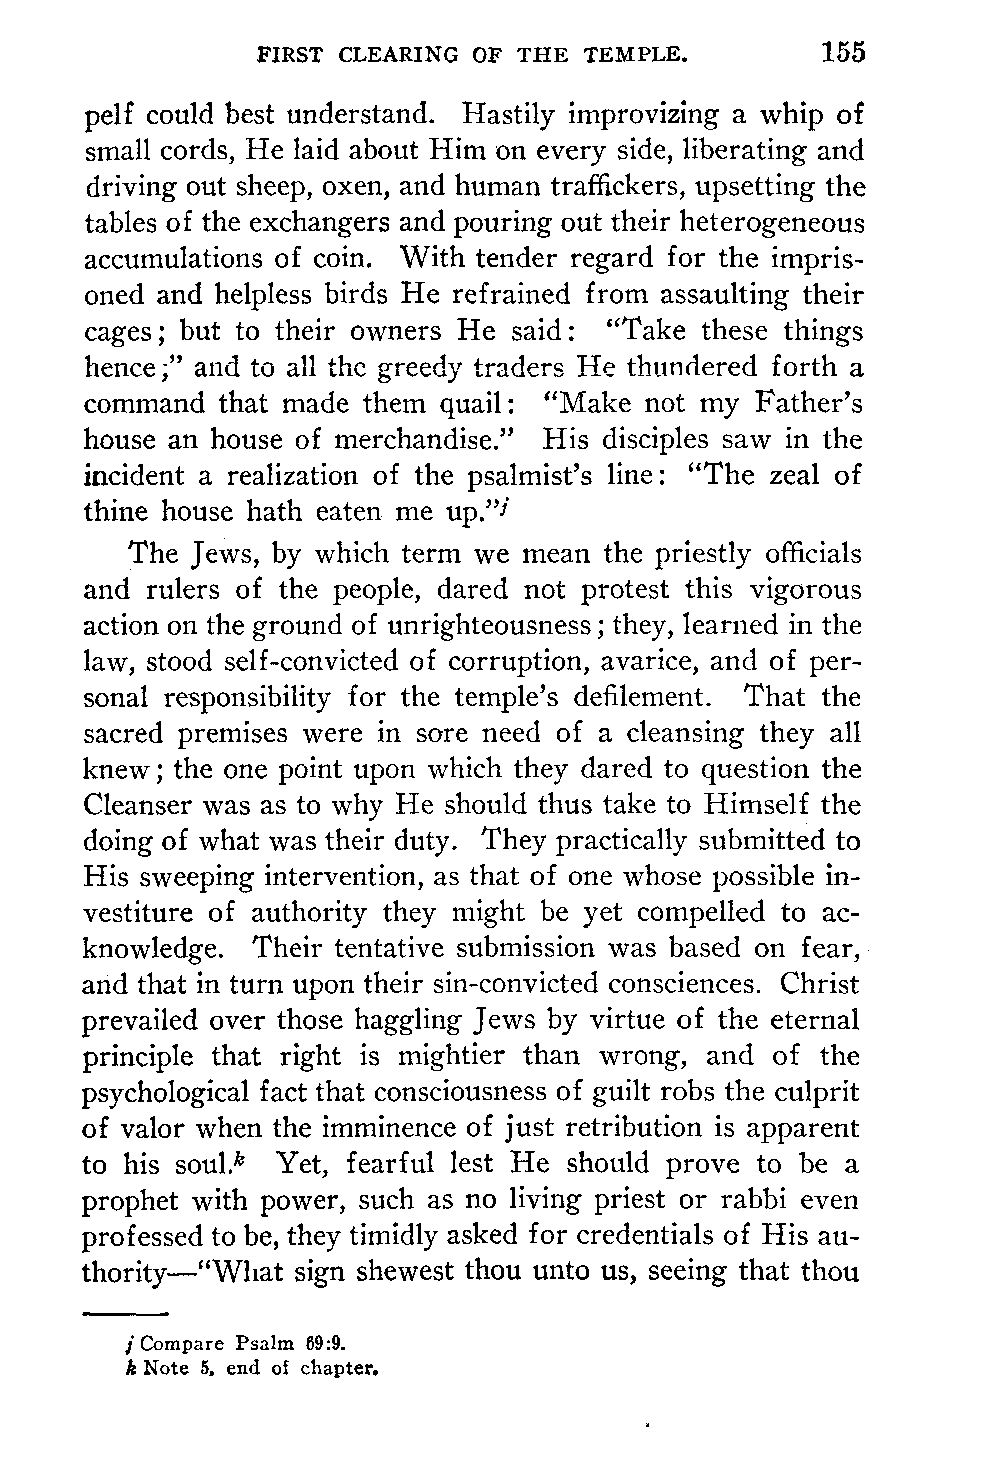 FIRST CLEARING OF THE TEMPLE. 155
pelf could best understand. Hastily improvizing a whip of
small cords, He laid about Him on every side, liberating and
driving out sheep, oxen, and human traffickers, upsetting the
tables of the exchangers and pouring out their heterogeneous
accumulations of coin. With tender regard for the impris-
oned and helpless birds He refrained from assaulting their
cages; but to their owners He said: “Take these things
hence;” and to all the greedy traders He thundered forth a
command that made them quail: “Make not my Father’s
house an house of merchandise.” His disciples saw in the
incident a realization of the psalmist’s line: “The zeal of
thine house hath eaten me up.”j
The Jews, by which term we mean the priestly officials
and rulers of the people, dared not protest this vigorous
action on the ground of unrighteousness; they, learned in the
law, stood self-convicted of corruption, avarice, and of per-
sonal responsibility for the temple’s defilement. That the
sacred premises were in sore need of a cleansing they all
knew; the one point upon which they dared to question the
Cleanser was as to why He should thus take to Himself the
doing of what was their duty. They practically submitted to
His sweeping intervention, as that of one whose possible in-
vestiture of authority they might be yet compelled to ac-
knowledge. Their tentative submission was based on fear,
and that in turn upon their sin-convicted consciences. Christ
prevailed over those haggling Jews by virtue of the eternal
principle that right is mightier than wrong, and of the
psychological fact that consciousness of guilt robs the culprit
of valor when the imminence of just retribution is apparent
to his soul.k Yet, fearful lest He should prove to be a
prophet with power, such as no living priest or rabbi even
professed to be, they timidly asked for credentials of His au-
thority—“What sign shewest thou unto us, seeing that thou
j Compare Psalm 69:9.
k Note 5, end of chapter.